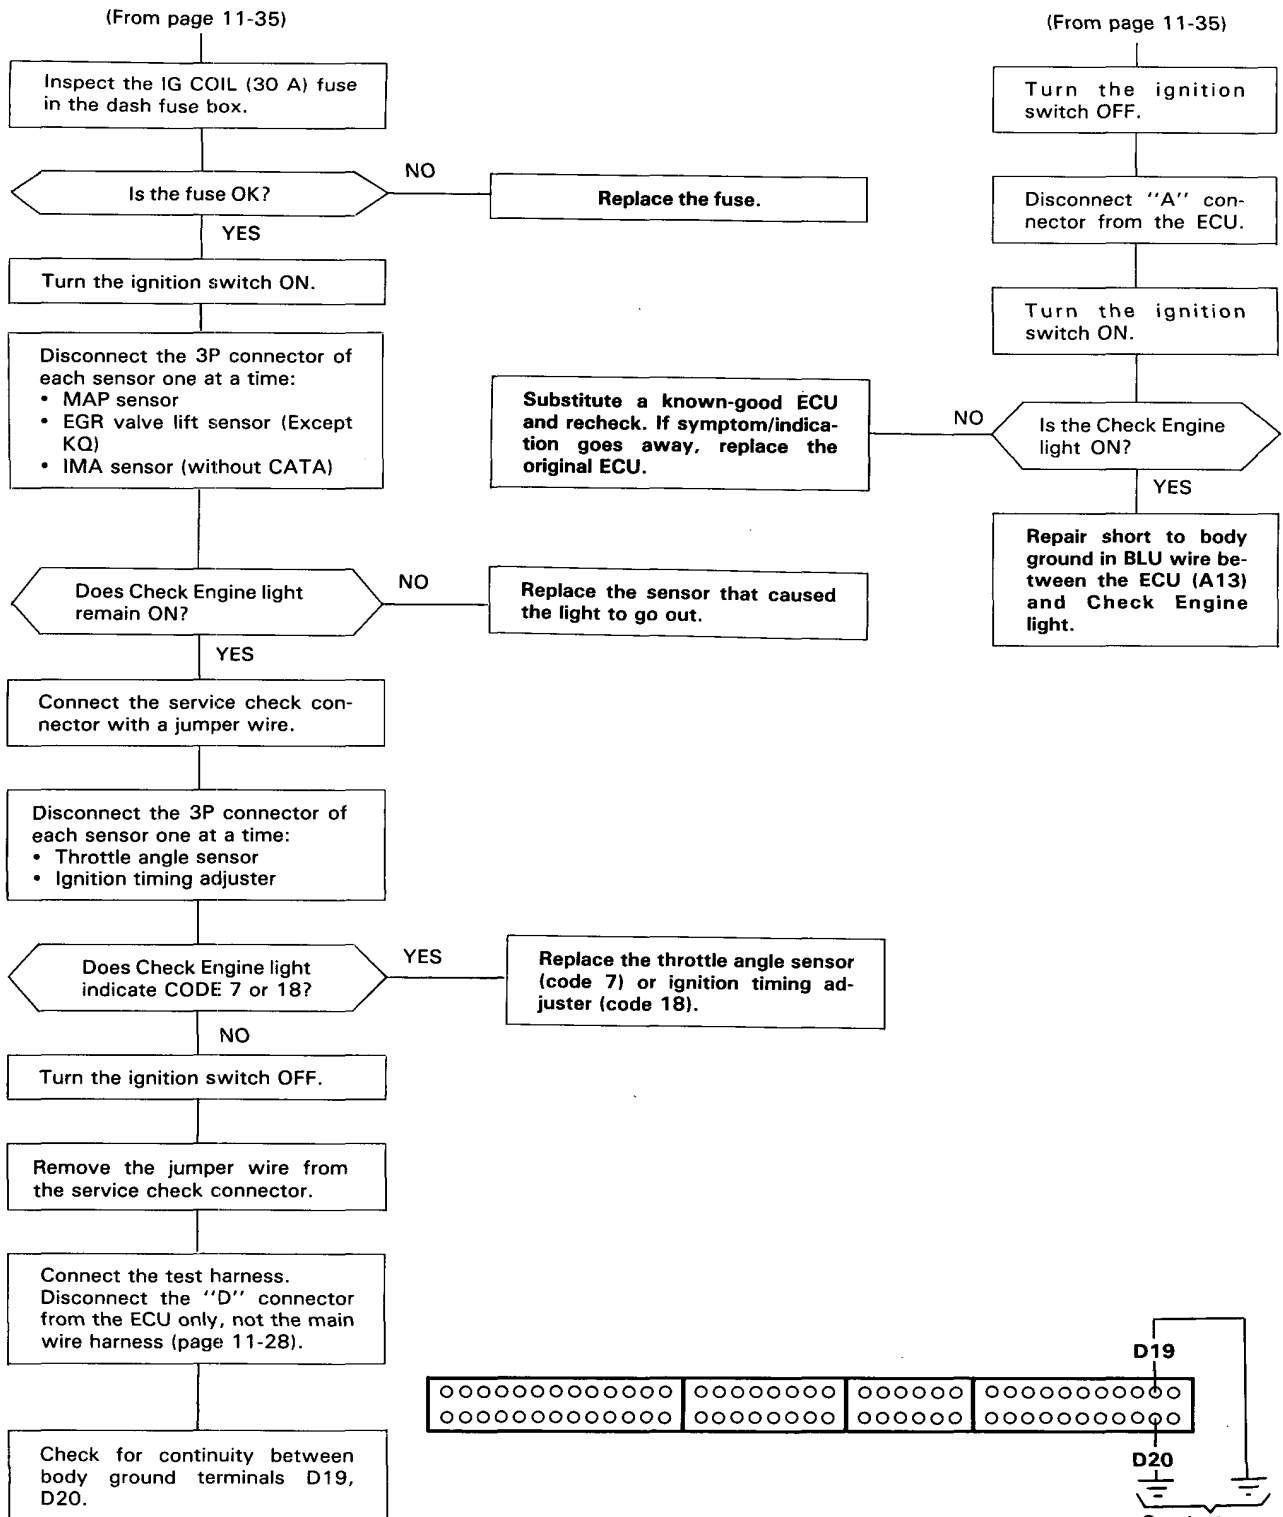 (From page 11-35)
Inspect the IG COIL (30 A) fuse
in the dash fuse box.
Is the fuse OK?
NO
Replace the fuse.
YES
Turn the ignition switch ON.
Disconnect the 3P connector of
each sensor one at a time:
• MAP sensor
• EGR valve lift sensor (Except
KQ)
• IMA sensor (without CATA)
Does Check Engine light
remain ON?
NO
Replace the sensor that caused
the light to go out.
YES
Connect the service check con-
nector with a jumper wire.
Disconnect the 3P connector of
each sensor one at a time:
• Throttle angle sensor
• Ignition timing adjuster
Does Check Engine light
indicate CODE 7 or 18?
YES
Replace the throttle angle sensor
(code 7) or ignition timing ad-
juster (code 18).
NO
Turn the ignition switch OFF.
Remove the jumper wire from
the service check connector.
Connect the test harness.
Disconnect the "D" connector
from the ECU only, not the main
wire harness (page 11-28).
Check for continuity between
body ground terminals D19,
D20.
(From page 11-35)
Turn the ignition
switch OFF.
Disconnect "A" con-
nector from the ECU.
Turn the ignition
switch ON.
Is the Check Engine
light ON?
NO
Substitute a known-good ECU
and recheck. If symptom/indica-
tion goes away, replace the
original ECU.
YES
Repair short to body
ground in BLU wire be-
tween the ECU (A13)
and Check Engine
light.
D19
D20